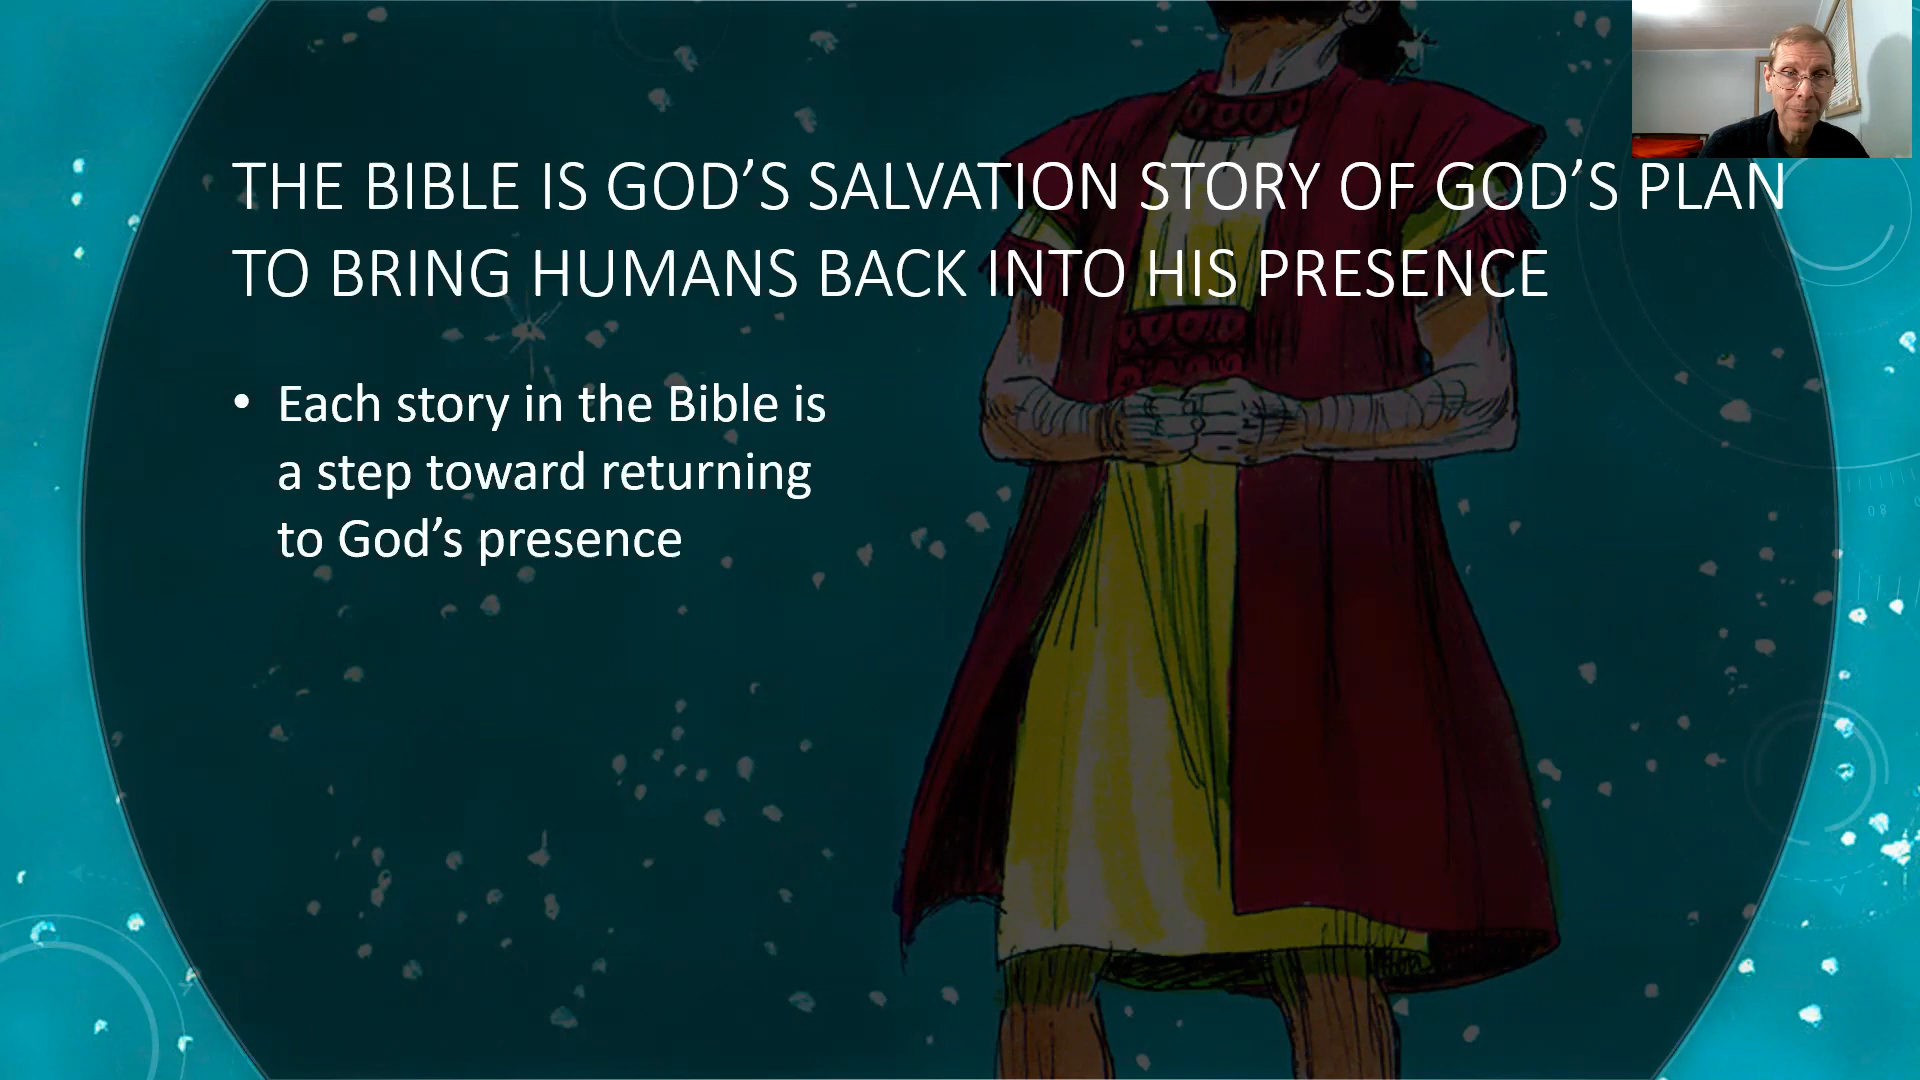 THE BIBLE IS GOD’S SALVATION STORY OF GOD’S PLAN
TO BRING HUMANS BACK INTO HIS PRESENCE
• Each story in the Bible is
a step toward returning
to God’s presence